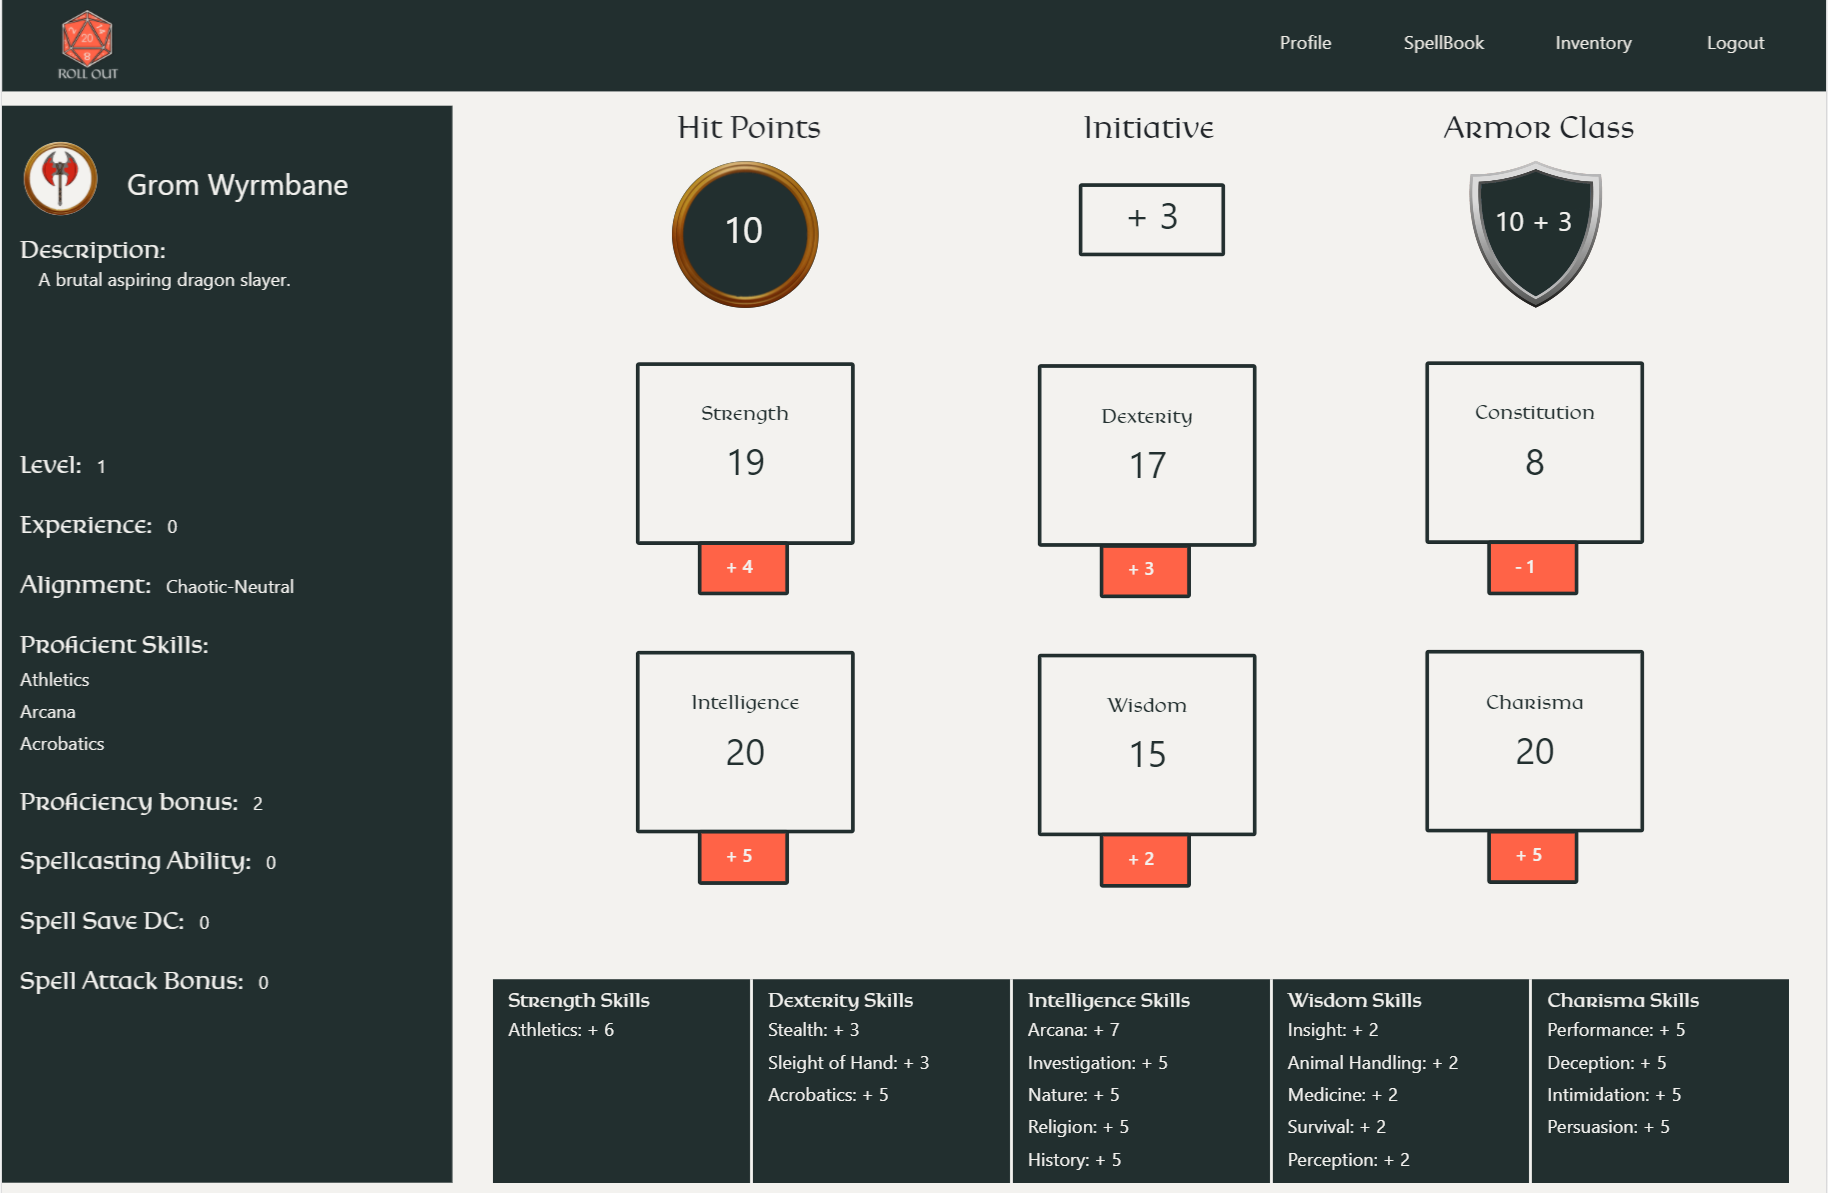 ROLL OUT
Profile SpellBook Inventory Logout
Grom Wyrmbane
Description:
A brutal aspiring dragon slayer.
Level: 1
Experience: 0
Alignment: Chaotic-Neutral
Proficient Skills:
Athletics
Arcana
Acrobatics
Proficiency bonus: 2
Spellcasting Ability: 0
Spell Save DC: 0
Spell Attack Bonus: 0
Hit Points
10
Initiative
+ 3
Armor Class
10 + 3
Strength
19
+ 4
Dexterity
17
+ 3
Constitution
8
- 1
Intelligence
20
+ 5
Wisdom
15
+ 2
Charisma
20
+ 5
Strength Skills
Athletics: + 6
Dexterity Skills
Stealth: + 3
Sleight of Hand: + 3
Acrobatics: + 5
Intelligence Skills
Arcana: + 7
Investigation: + 5
Nature: + 5
Religion: + 5
History: + 5
Wisdom Skills
Insight: + 2
Animal Handling: + 2
Medicine: + 2
Survival: + 2
Perception: + 2
Charisma Skills
Performance: + 5
Deception: + 5
Intimidation: + 5
Persuasion: + 5